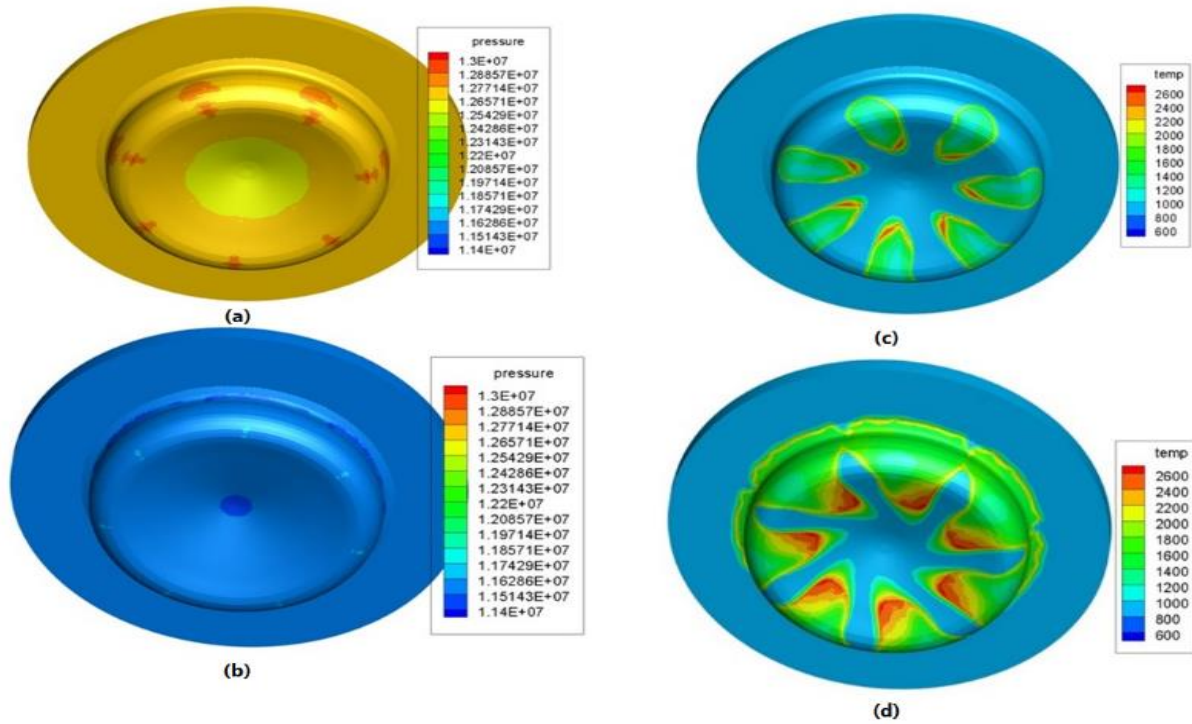 pressure
1.3E+07
1.28857E+07
1.27714E+07
1.26571E+07
1.25429E+07
1.24286E+07
1.23143E+07
1.22E+07
1.20857E+07
1.19714E+07
1.18571E+07
1.17429E+07
1.16286E+07
1.15143E+07
1.14E+07
(a)
pressure
1.3E+07
1.28857E+07
1.27714E+07
1.26571E+07
1.25429E+07
1.24286E+07
1.23143E+07
1.22E+07
1.20857E+07
1.19714E+07
1.18571E+07
1.17429E+07
1.16286E+07
1.15143E+07
1.14E+07
(b)
temp
2600
2400
2200
2000
1800
1600
1400
1200
1000
800
600
(c)
temp
2600
2400
2200
2000
1800
1600
1400
1200
1000
800
600
(d)